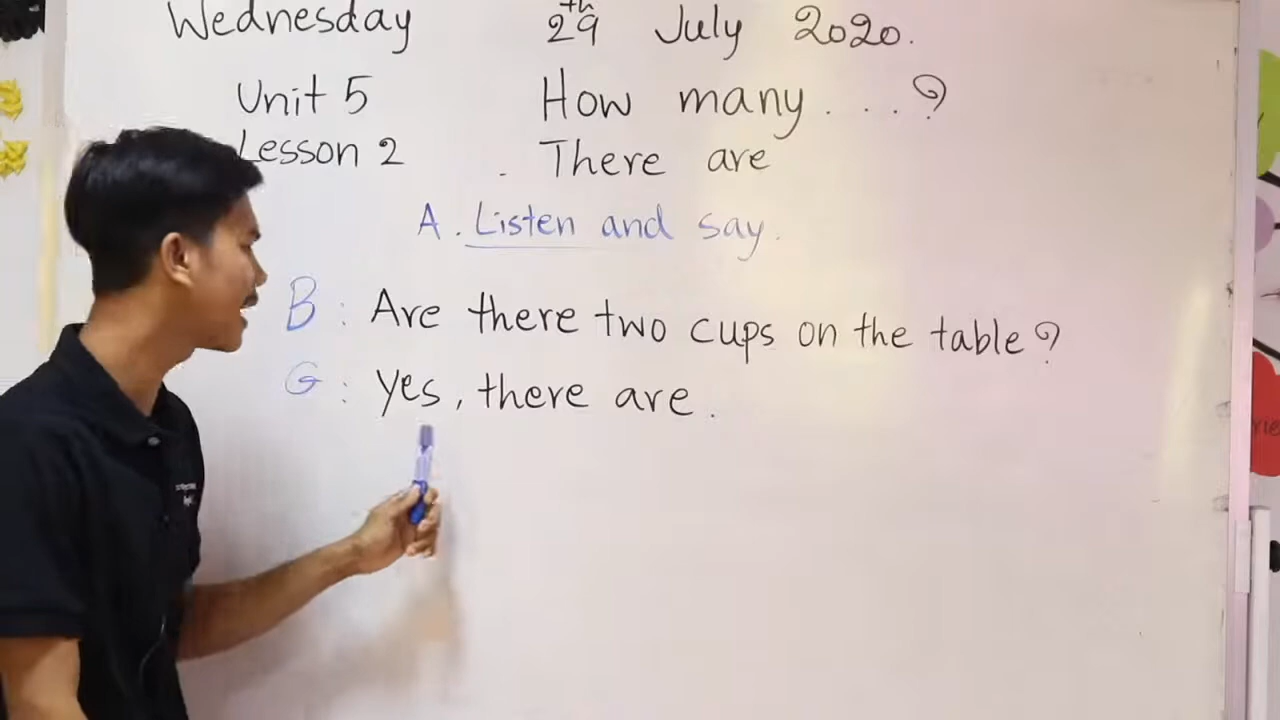 Wednesday 29th July 2020.
Unit 5 How many . . . ?
Lesson 2 . There are
A. Listen and say.
B : Are there two cups on the table?
G : Yes, there are.